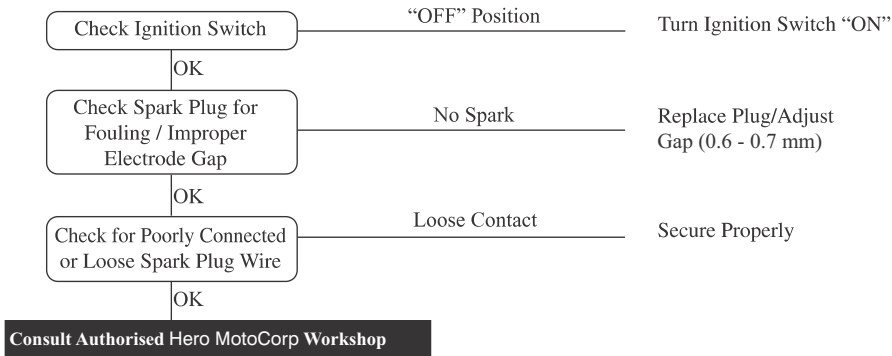 Check Ignition Switch
“OFF” Position
Turn Ignition Switch “ON”
OK
Check Spark Plug for
Fouling / Improper
Electrode Gap
No Spark
Replace Plug/Adjust
Gap (0.6 - 0.7 mm)
OK
Check for Poorly Connected
or Loose Spark Plug Wire
Loose Contact
Secure Properly
OK
Consult Authorised Hero MotoCorp Workshop